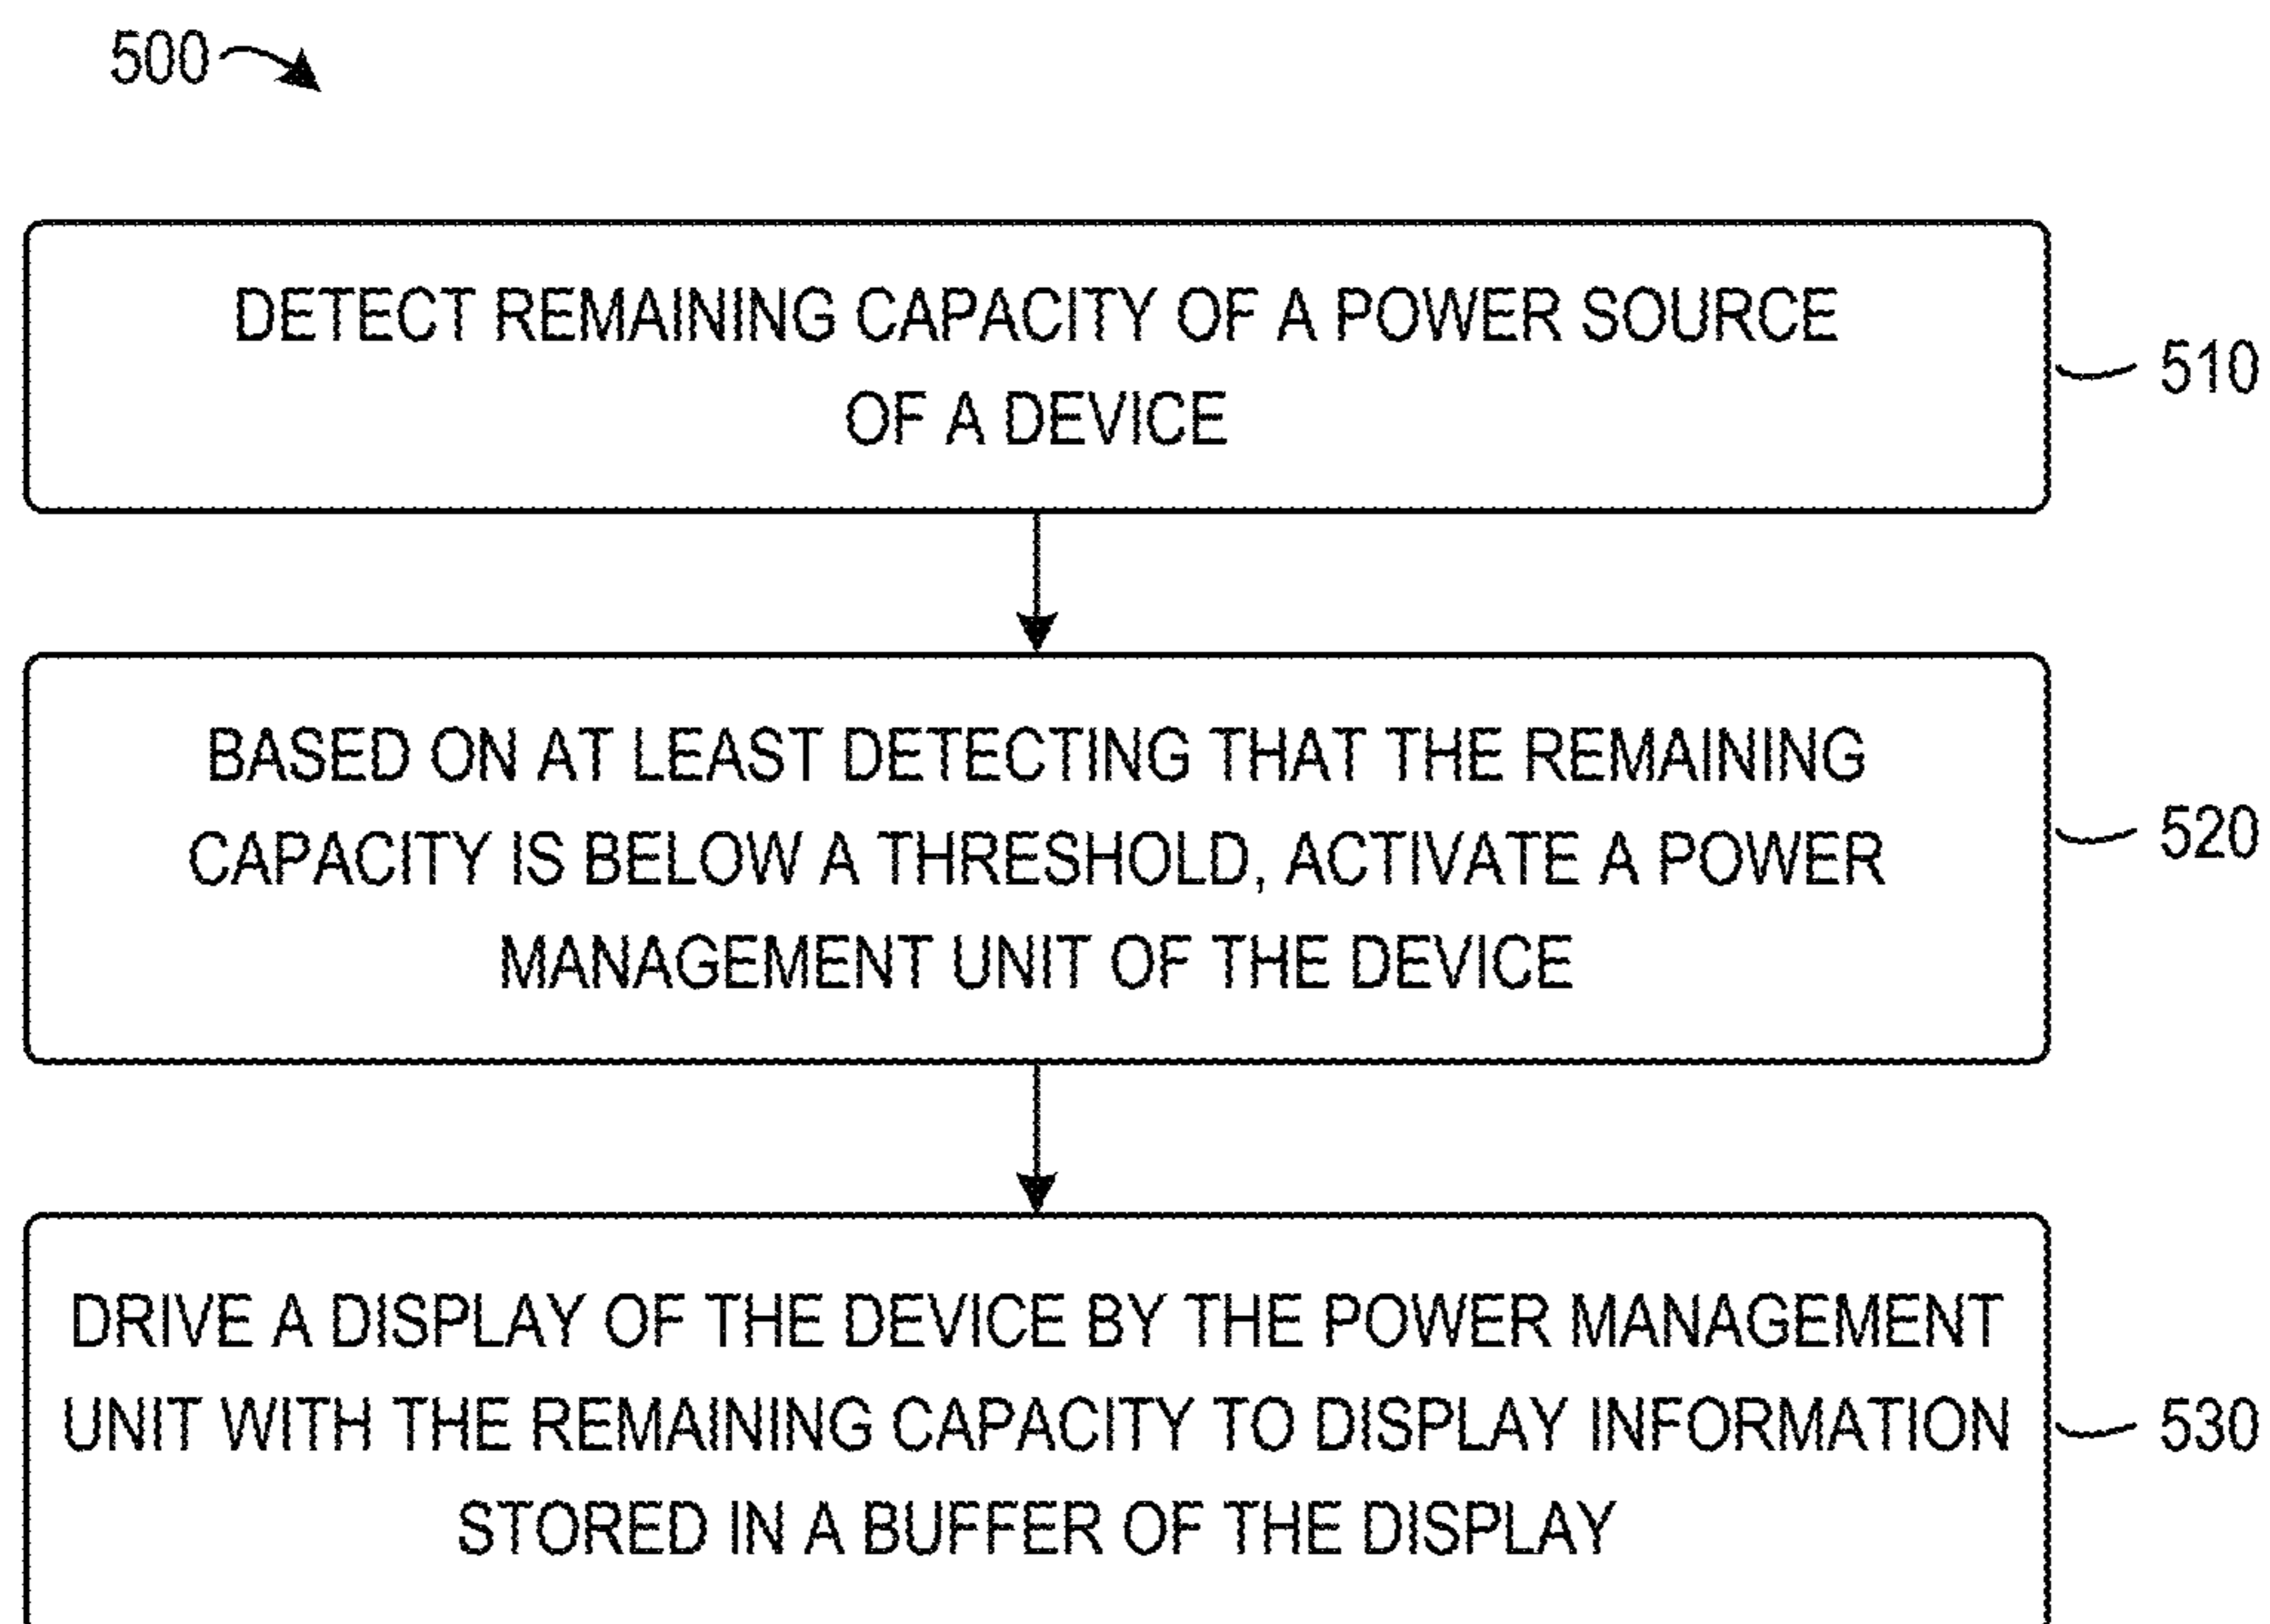 500
DETECT REMAINING CAPACITY OF A POWER SOURCE
OF A DEVICE
510
BASED ON AT LEAST DETECTING THAT THE REMAINING
CAPACITY IS BELOW A THRESHOLD, ACTIVATE A POWER
MANAGEMENT UNIT OF THE DEVICE
520
DRIVE A DISPLAY OF THE DEVICE BY THE POWER MANAGEMENT
UNIT WITH THE REMAINING CAPACITY TO DISPLAY INFORMATION
STORED IN A BUFFER OF THE DISPLAY
530